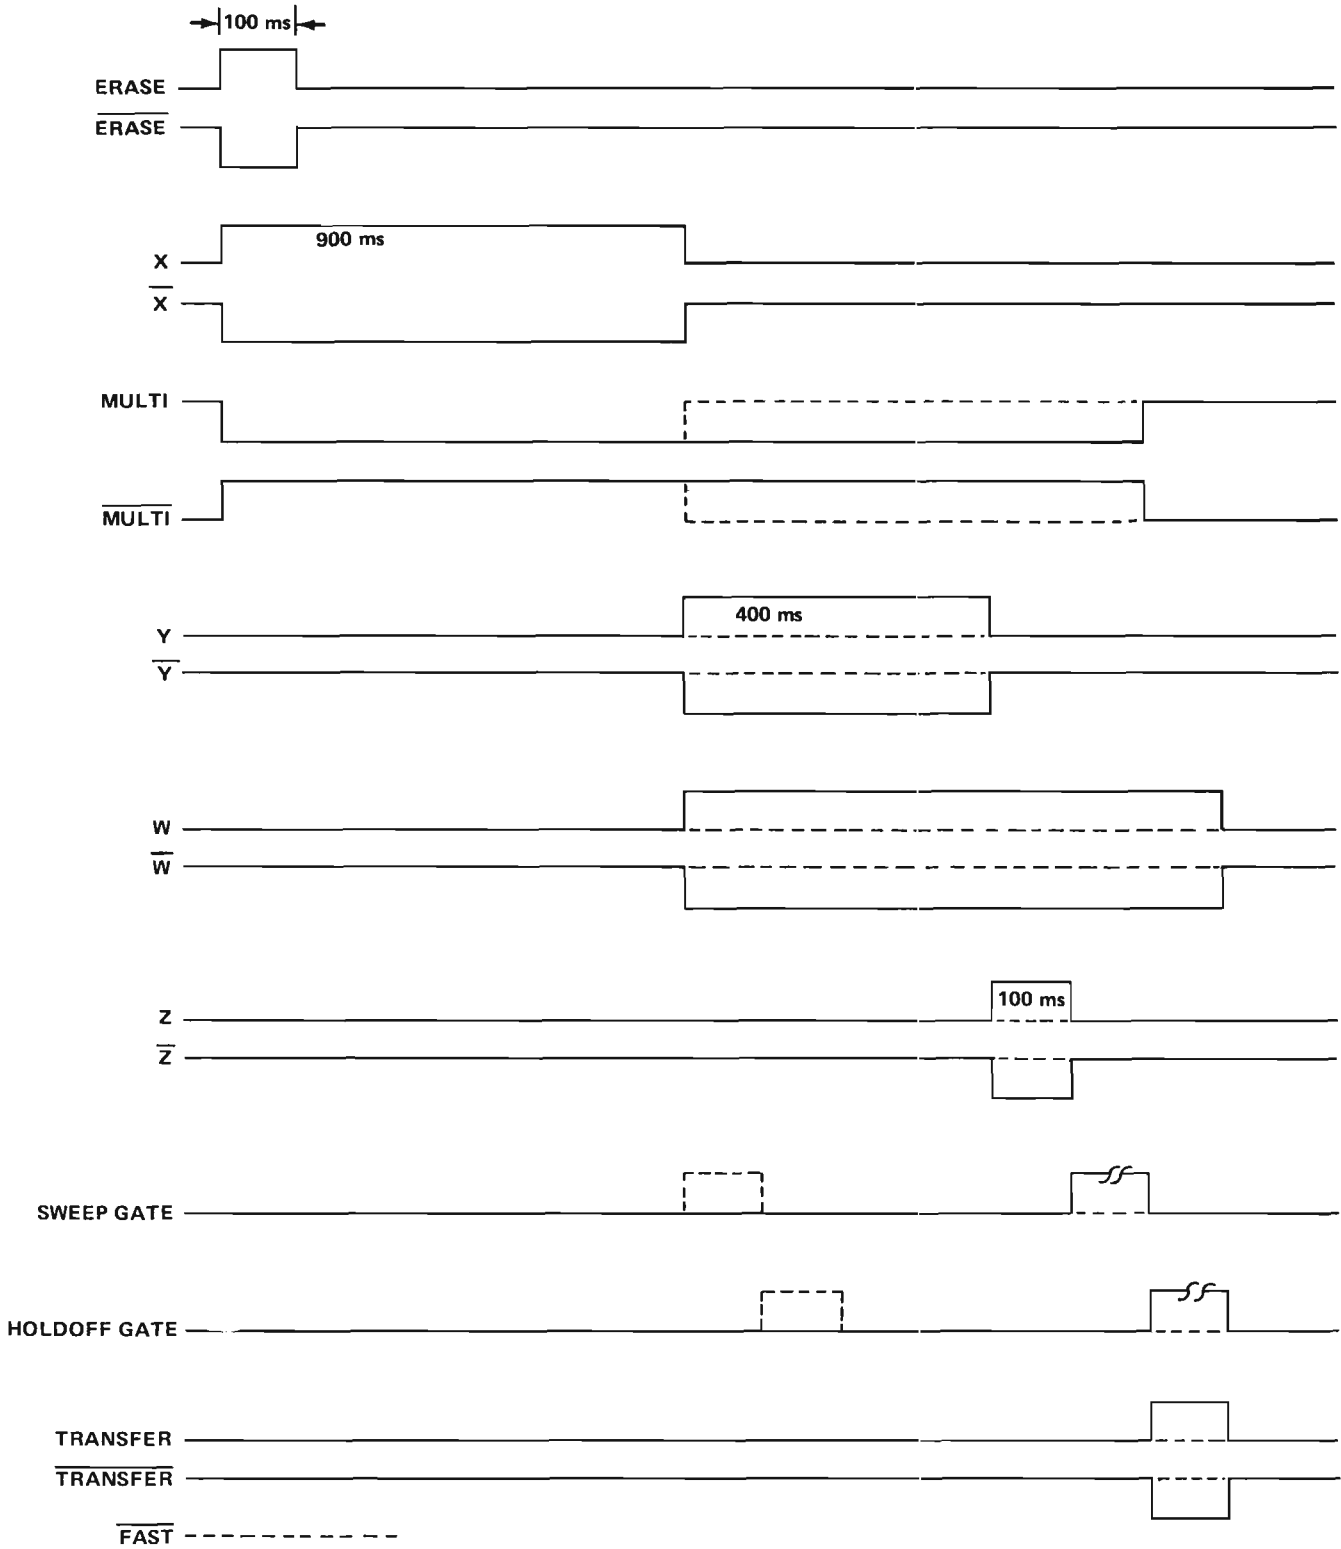 100 ms
ERASE
ERASE
900 ms
X
X
MULTI
MULTI
400 ms
Y
Y
W
W
100 ms
Z
Z
SWEEP GATE
HOLDOFF GATE
TRANSFER
TRANSFER
FAST